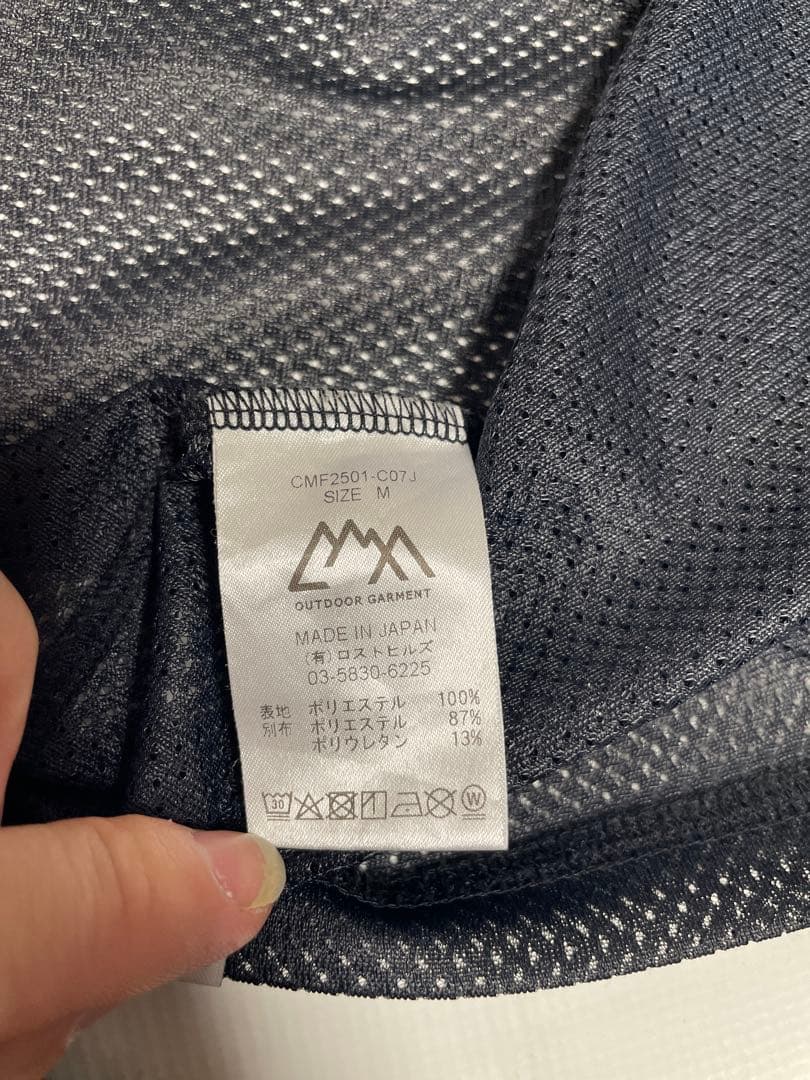 CMF2501-C07J
SIZE M
OUTDOOR GARMENT
MADE IN JAPAN
(有)ロストヒルズ
03-5830-6225
表地 ポリエステル 100%
別布 ポリエステル 87%
ポリウレタン 13%
30 W